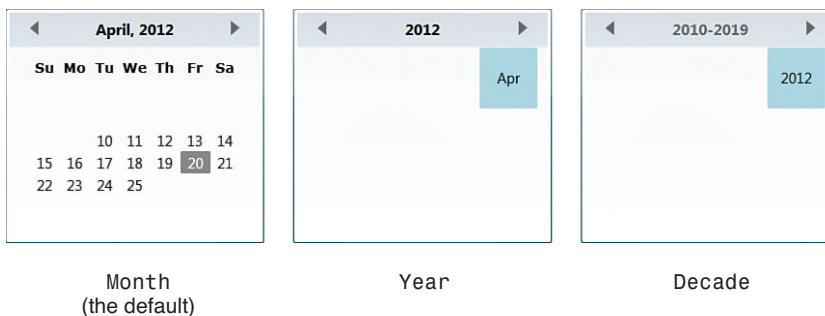 April, 2012
Su Mo Tu We Th Fr Sa
10 11 12 13 14
15 16 17 18 19 20 21
22 23 24 25
Month
(the default)
2012
Apr
Year
2010-2019
2012
Decade